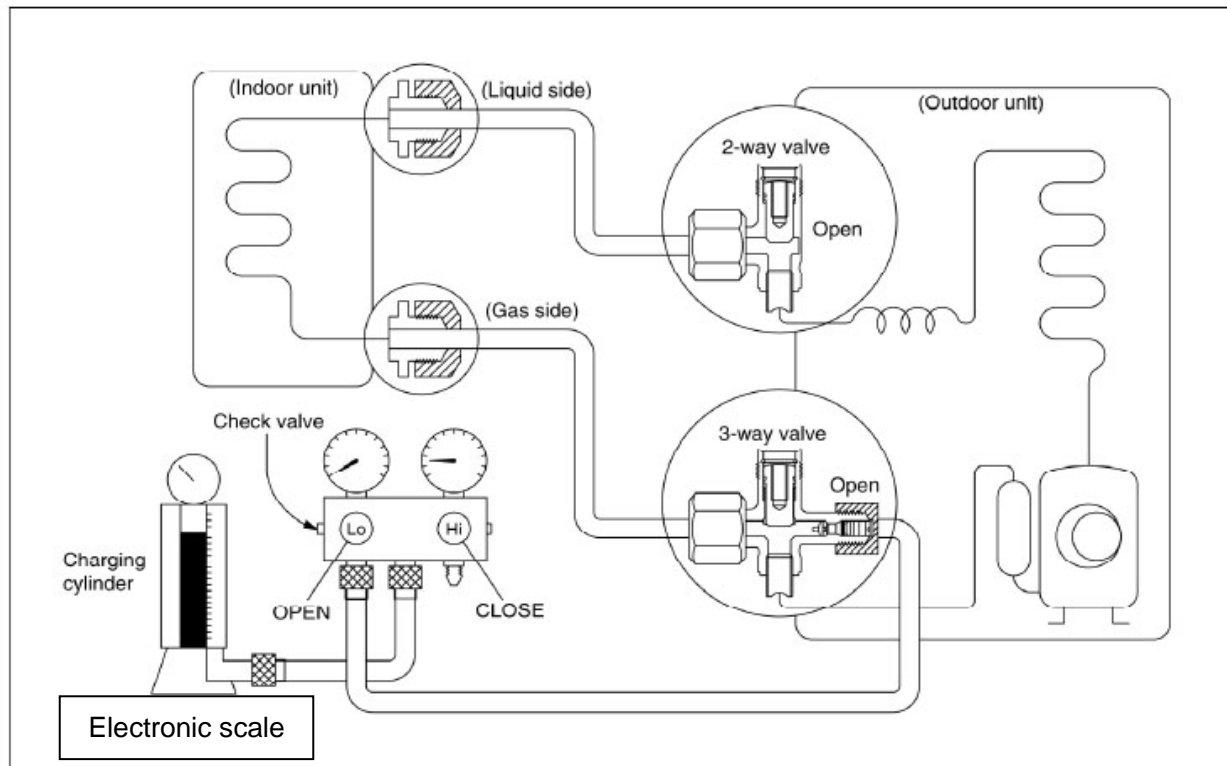 (Indoor unit)
(Liquid side)
(Outdoor unit)
2-way valve
Open
(Gas side)
Check valve
3-way valve
Open
Lo
Hi
Charging
cylinder
OPEN
CLOSE
Electronic scale